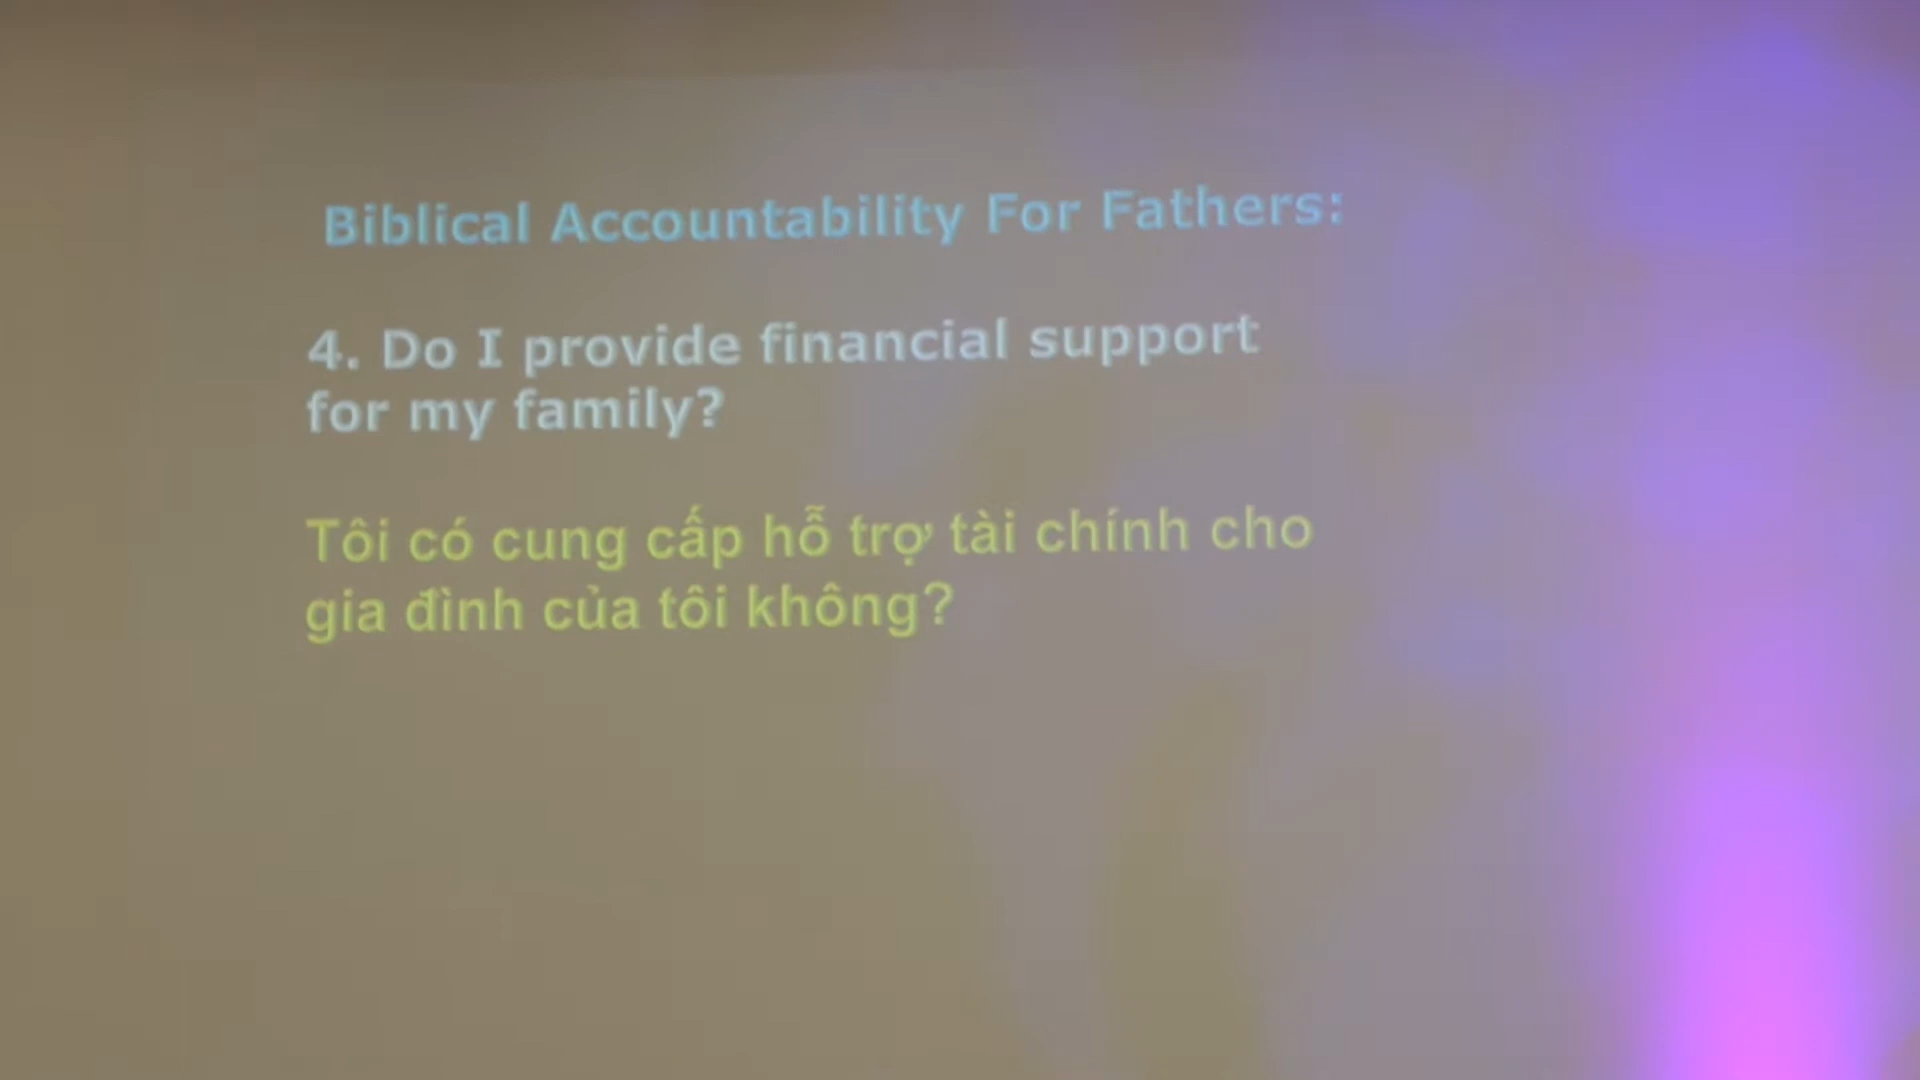 Biblical Accountability For Fathers:
4. Do I provide financial support
for my family?
Tôi có cung cấp hỗ trợ tài chính cho
gia đình của tôi không?